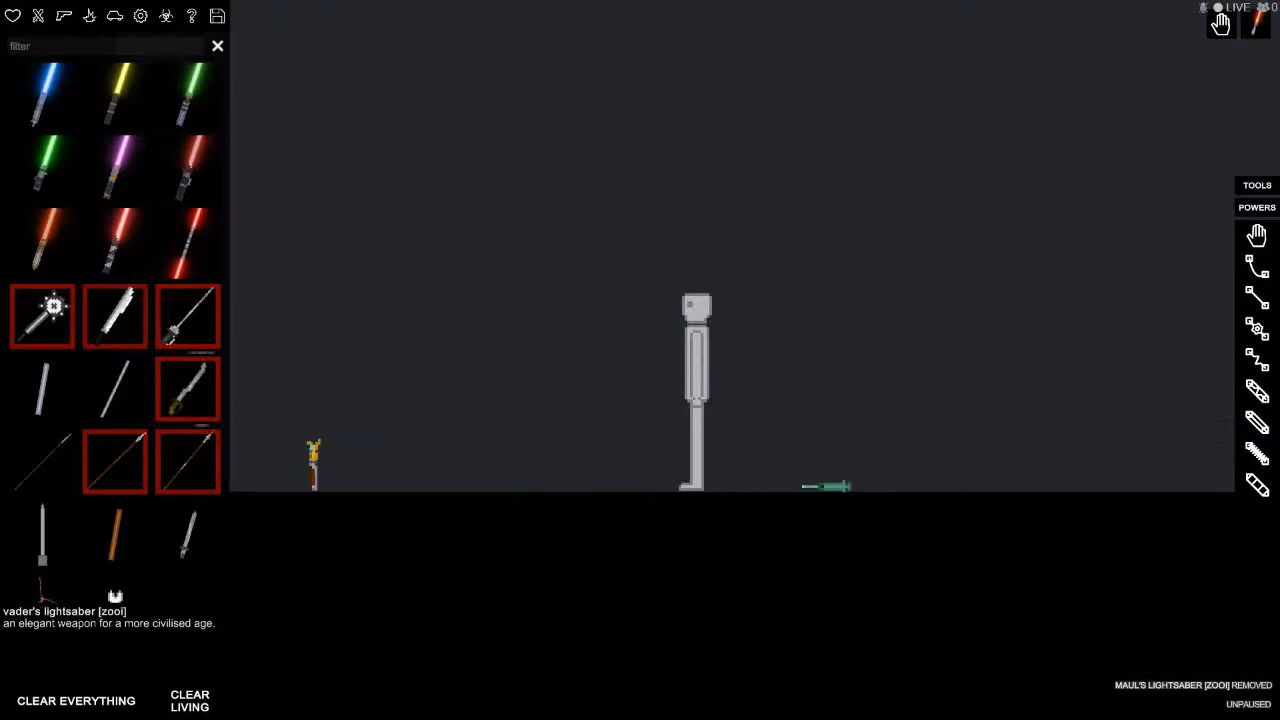 LIVE 0
filter
TOOLS
POWERS
vader's lightsaber [zooi]
an elegant weapon for a more civilised age.
CLEAR EVERYTHING
CLEAR
LIVING
MAUL'S LIGHTSABER [ZOOI] REMOVED
UNPAUSED